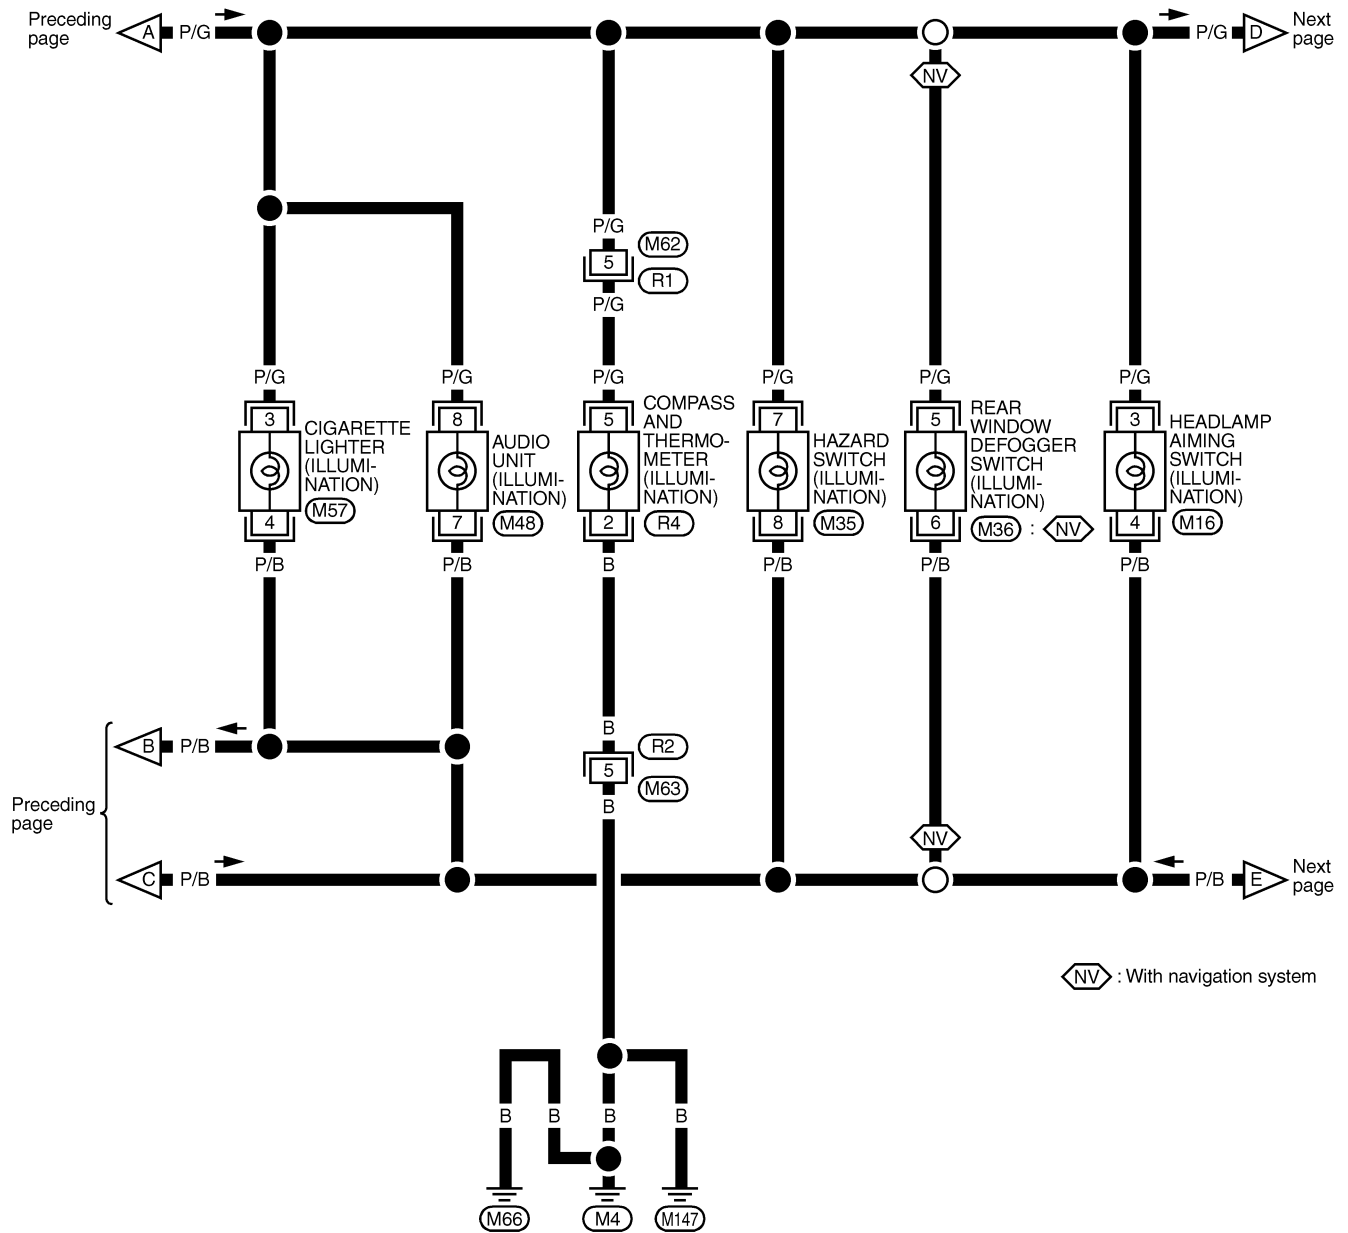 Preceding
page
A
P/G
P/G
D
Next
page
NV
P/G
5
M62
R1
P/G
P/G
P/G
P/G
P/G
P/G
P/G
3
CIGARETTE
LIGHTER
(ILLUMI-
NATION)
M57
4
8
AUDIO
UNIT
(ILLUMI-
NATION)
M48
7
5
COMPASS
AND
THERMO-
METER
(ILLUMI-
NATION)
R4
2
7
HAZARD
SWITCH
(ILLUMI-
NATION)
M35
8
5
REAR
WINDOW
DEFOGGER
SWITCH
(ILLUMI-
NATION)
M36 : NV
6
3
HEADLAMP
AIMING
SWITCH
(ILLUMI-
NATION)
M16
4
P/B
P/B
B
P/B
P/B
P/B
B
P/B
B
5
R2
M63
B
Preceding
page
NV
C
P/B
P/B
E
Next
page
NV : With navigation system
B
B
B
B
M66
M4
M147